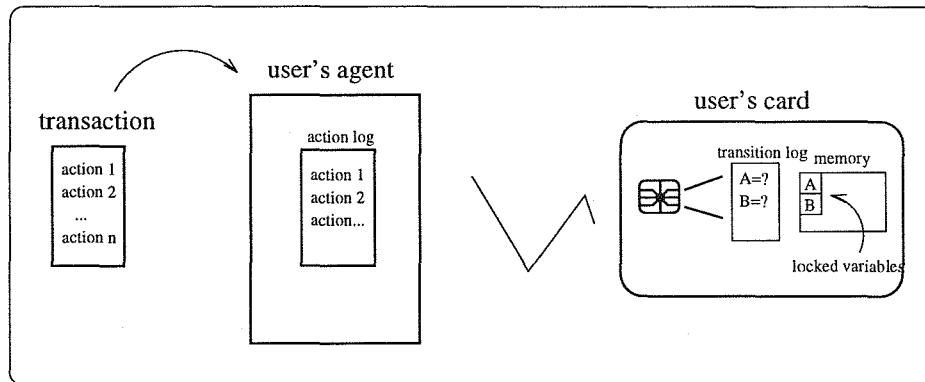 transaction
action 1
action 2
...
action n
user's agent
action log
action 1
action 2
action...
user's card
transition log
A=?
B=?
memory
A
B
locked variables